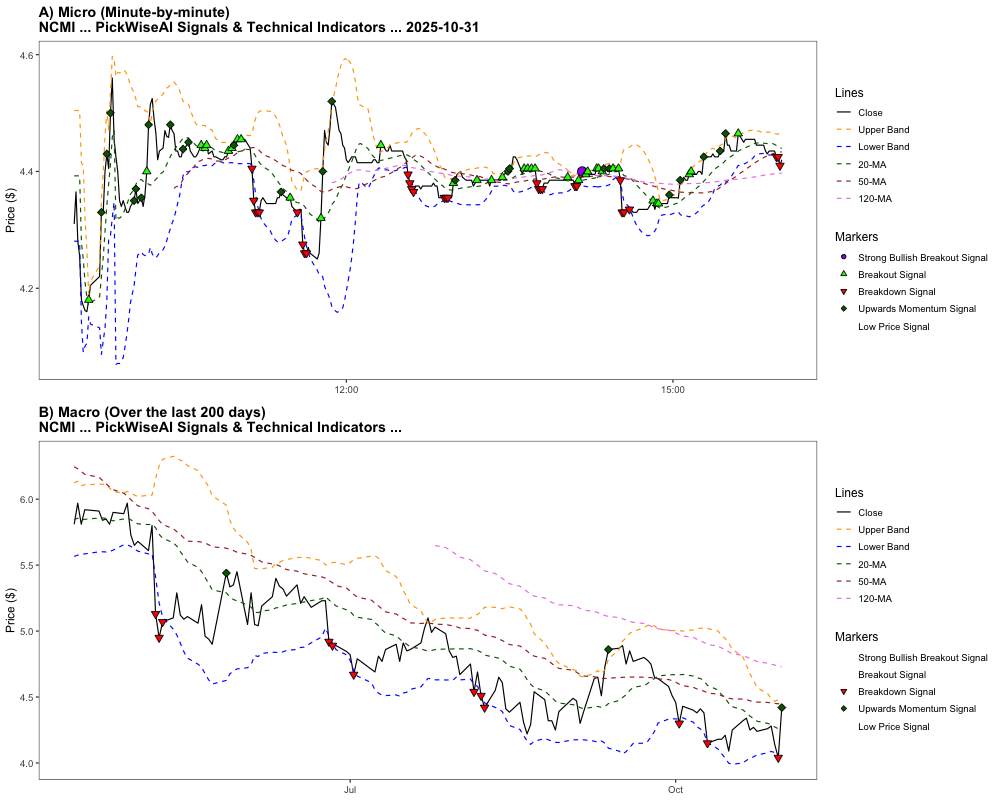 A) Micro (Minute-by-minute)
NCMI ... PickWiseAI Signals & Technical Indicators ... 2025-10-31
Price ($)
4.6
4.4
4.2
12:00
15:00
Lines
Close
Upper Band
Lower Band
20-MA
50-MA
120-MA
Markers
Strong Bullish Breakout Signal
Breakout Signal
Breakdown Signal
Upwards Momentum Signal
Low Price Signal
B) Macro (Over the last 200 days)
NCMI ... PickWiseAI Signals & Technical Indicators ...
Price ($)
6.0
5.5
5.0
4.5
4.0
Jul
Oct
Lines
Close
Upper Band
Lower Band
20-MA
50-MA
120-MA
Markers
Strong Bullish Breakout Signal
Breakout Signal
Breakdown Signal
Upwards Momentum Signal
Low Price Signal